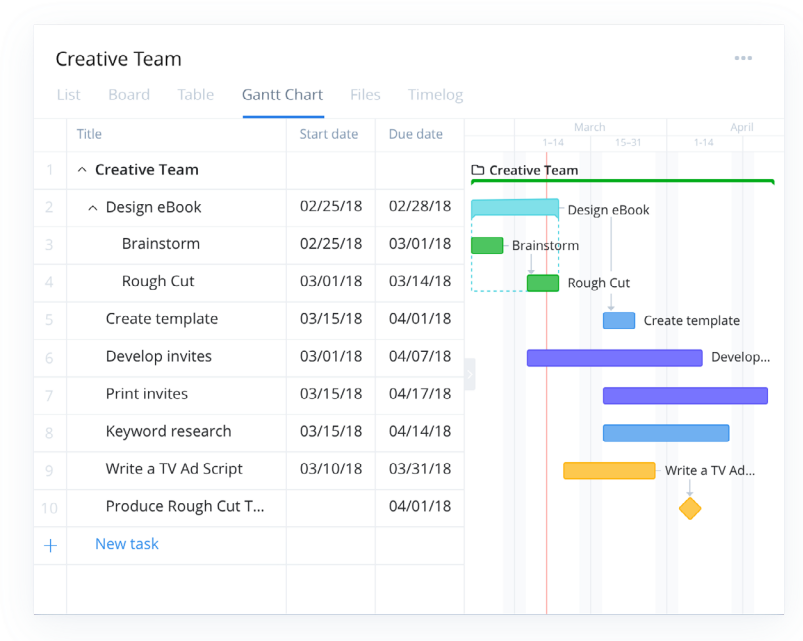 Creative Team
List Board Table Gantt Chart Files Timelog
Title Start date Due date March April
1–14 15–31 1-14
1 Creative Team Creative Team
2 Design eBook 02/25/18 02/28/18 Design eBook
3 Brainstorm 02/25/18 03/01/18 Brainstorm
4 Rough Cut 03/01/18 03/14/18 Rough Cut
5 Create template 03/15/18 04/01/18 Create template
6 Develop invites 03/01/18 04/07/18 Develop...
7 Print invites 03/15/18 04/17/18
8 Keyword research 03/15/18 04/14/18
9 Write a TV Ad Script 03/10/18 03/31/18 Write a TV Ad...
10 Produce Rough Cut T... 04/01/18
+ New task